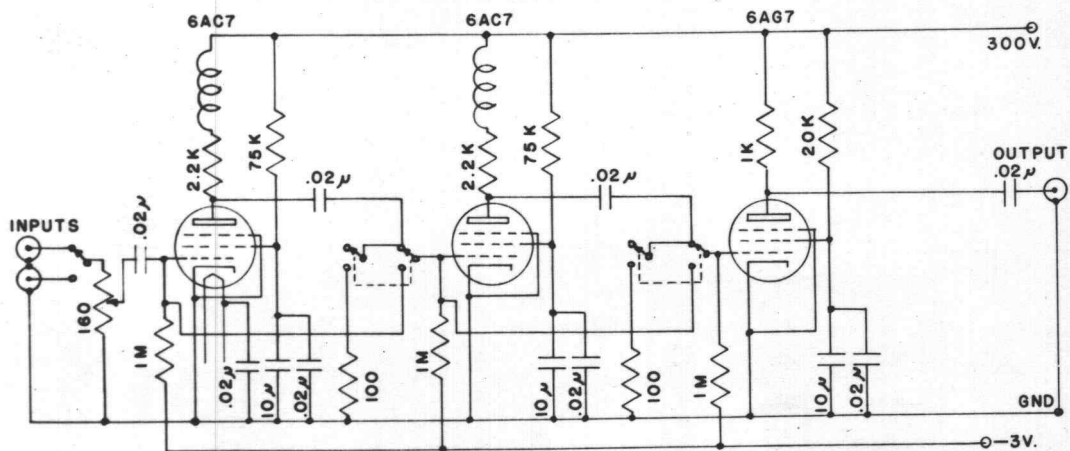 6AC7
6AC7
6AG7
300V.
2.2K
75K
2.2K
75K
1K
20K
OUTPUT
.02μ
.02μ
.02μ
INPUTS
.02μ
160
1M
.02μ
10μ
.02μ
100
1M
10μ
.02μ
100
1M
10μ
.02μ
GND
−3V.